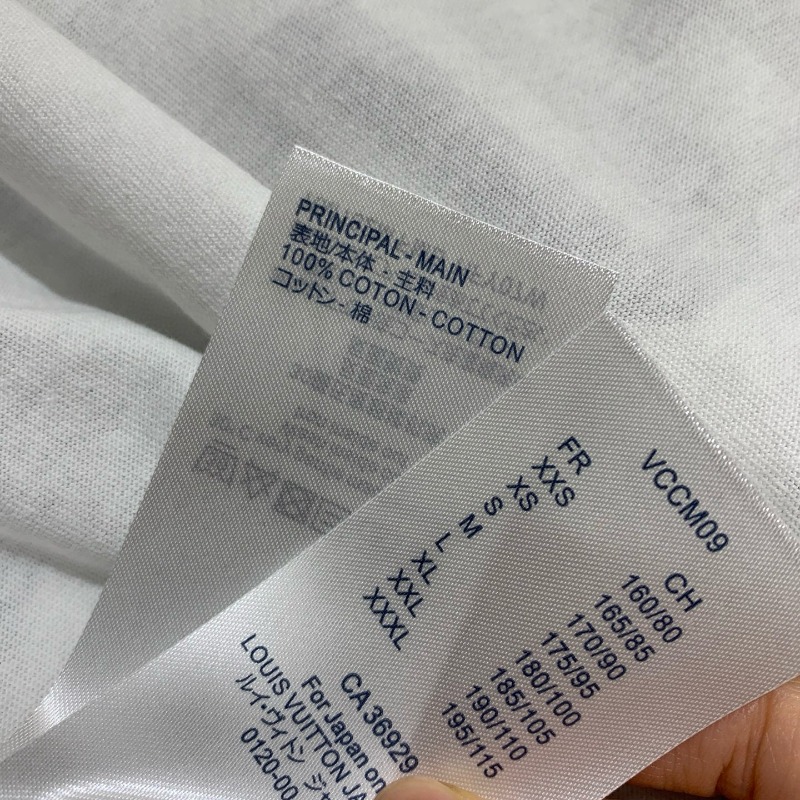 PRINCIPAL - MAIN
表地/本体・主料
100% COTON - COTTON
コットン - 棉
VCCM09
FR CH
XXS 160/80
XS 165/85
S 170/90
M 175/95
L 180/100
XL 185/105
XXL 190/110
XXXL 195/115
CA 36929
For Japan on
LOUIS VUITTON JA
ルイ・ヴィトン ジャ
0120-00